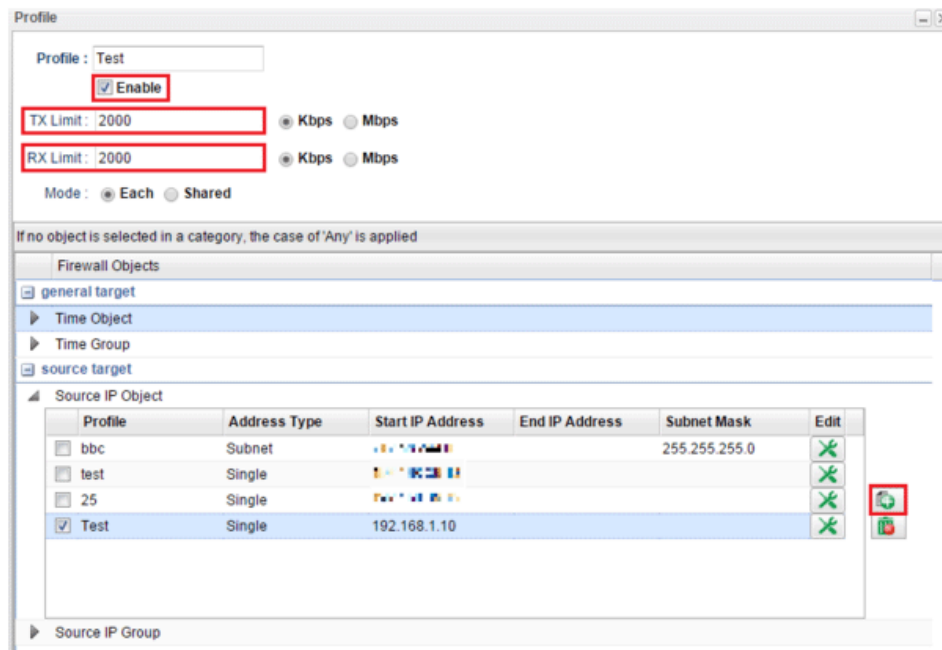 Profile
Profile : Test
Enable
TX Limit : 2000 Kbps Mbps
RX Limit : 2000 Kbps Mbps
Mode : Each Shared
If no object is selected in a category, the case of 'Any' is applied
Firewall Objects
general target
Time Object
Time Group
source target
Source IP Object
Profile Address Type Start IP Address End IP Address Subnet Mask Edit
bbc Subnet 255.255.255.0
test Single
25 Single
Test Single 192.168.1.10
Source IP Group